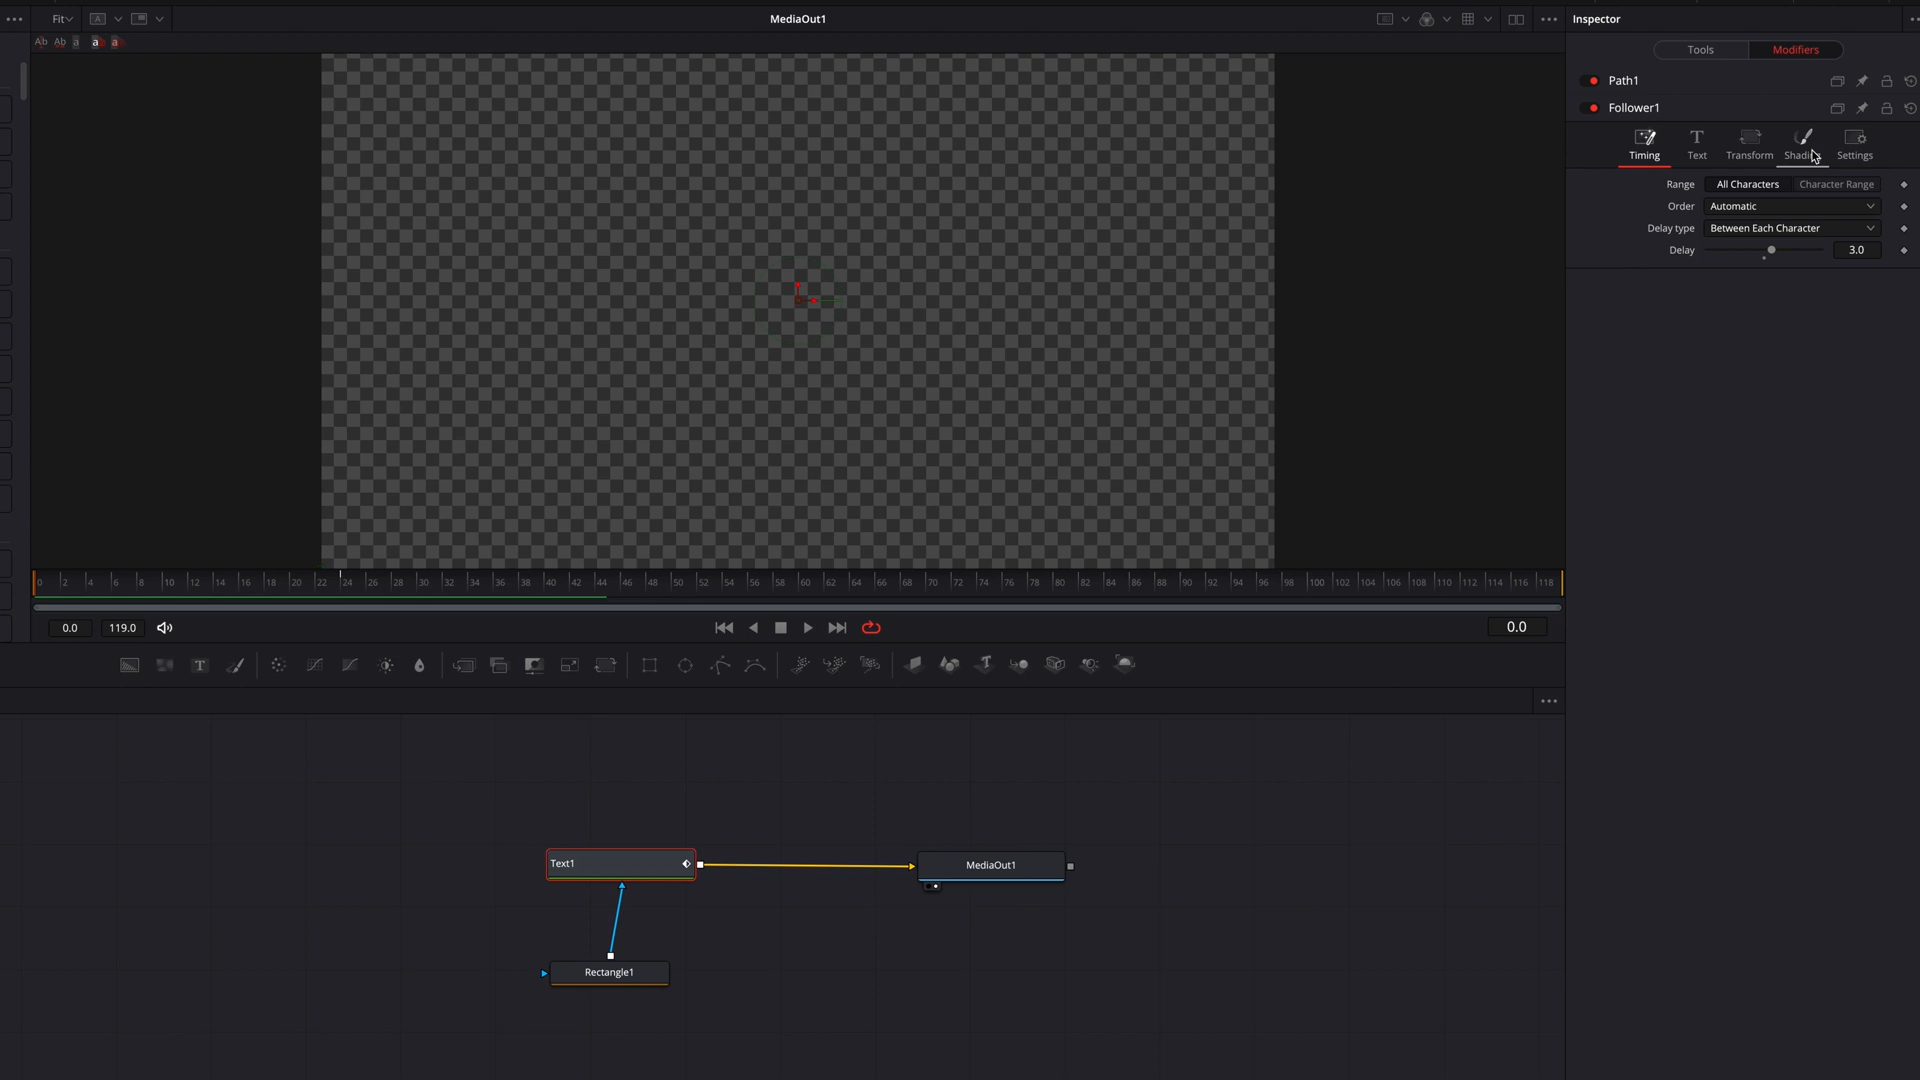 Fit
A
MediaOut1
Inspector
Ab Ab a a a
Tools Modifiers
Path1
Follower1
Timing Text Transform Shading Settings
Range All Characters Character Range
Order Automatic
Delay type Between Each Character
Delay 3.0
0 2 4 6 8 10 12 14 16 18 20 22 24 26 28 30 32 34 36 38 40 42 44 46 48 50 52 54 56 58 60 62 64 66 68 70 72 74 76 78 80 82 84 86 88 90 92 94 96 98 100 102 104 106 108 110 112 114 116 118
0.0 119.0 0.0
T T
Text1 MediaOut1
Rectangle1